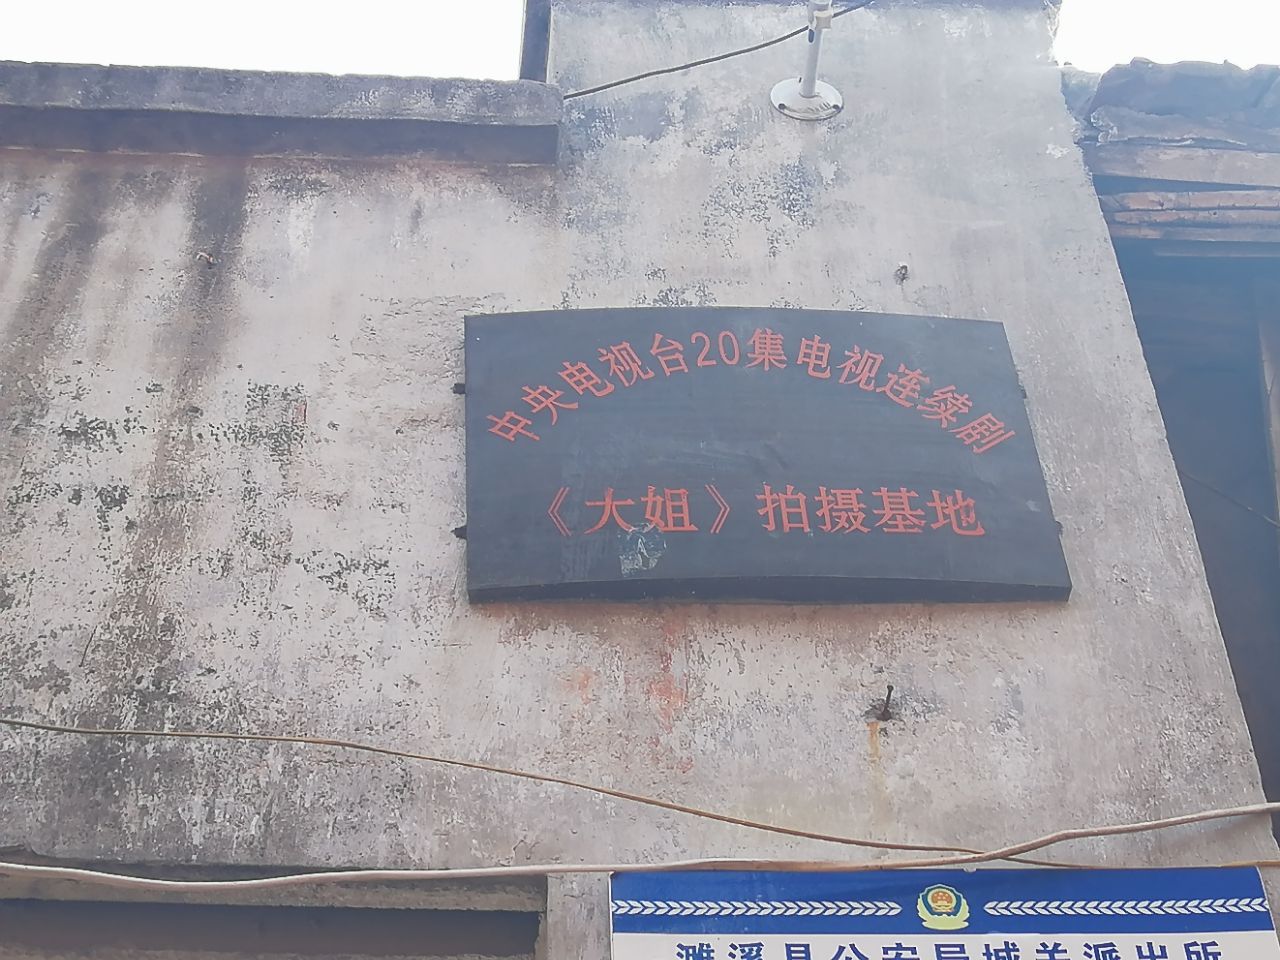 中央电视台20集电视连续剧
《大姐》拍摄基地
濉溪县公安局城关派出所